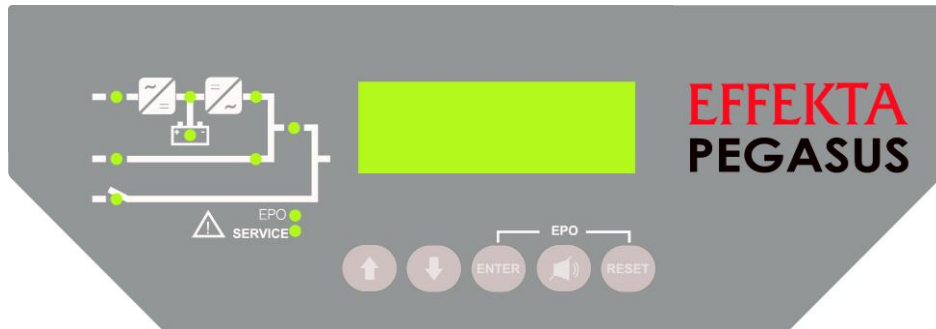 EFFEKTA
PEGASUS
EPO
SERVICE
EPO
ENTER
RESET